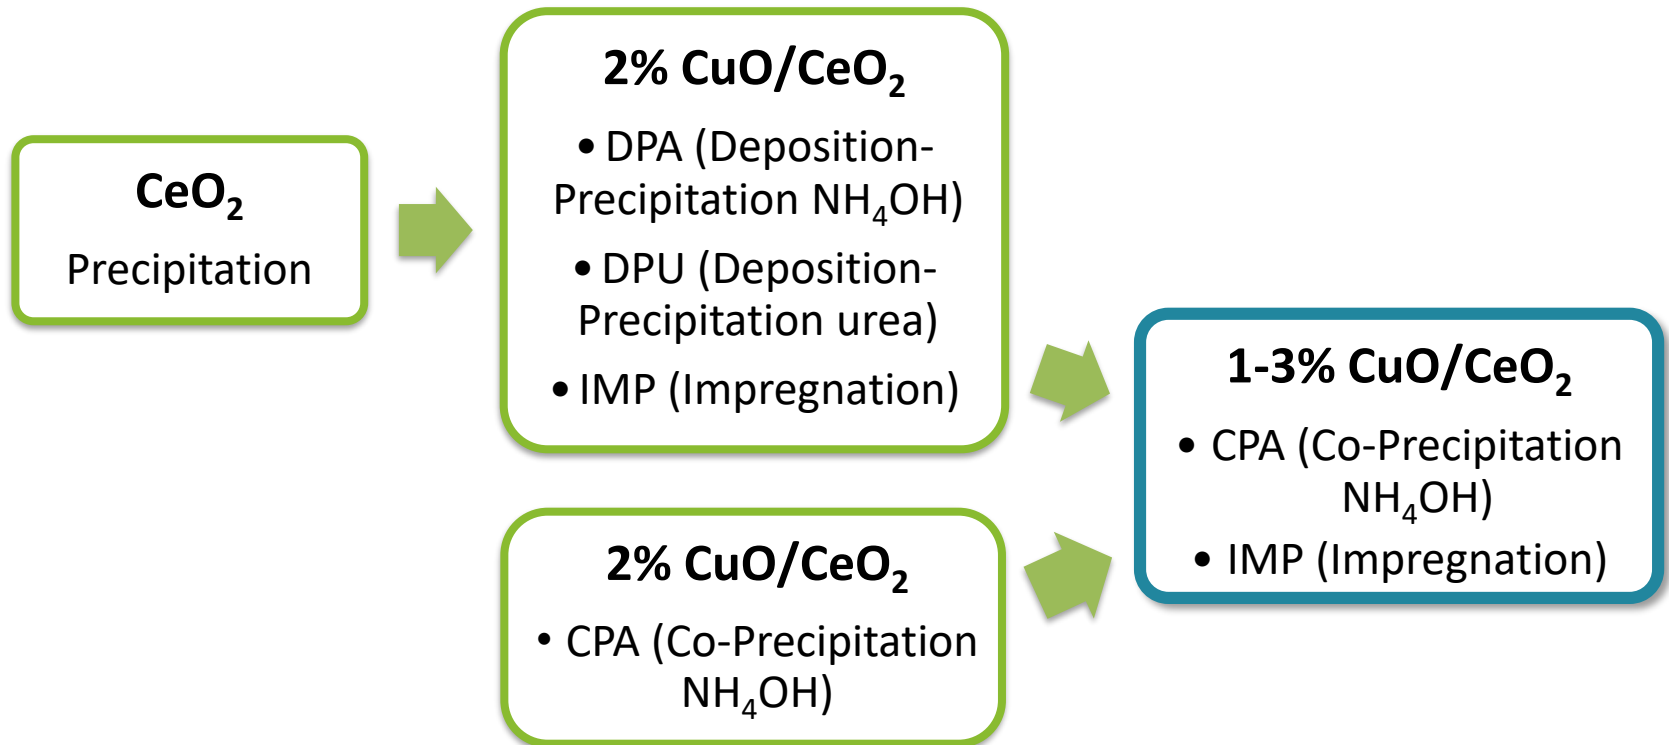 CeO₂
Precipitation
2% CuO/CeO₂
• DPA (Deposition-
Precipitation NH₄OH)
• DPU (Deposition-
Precipitation urea)
• IMP (Impregnation)
2% CuO/CeO₂
• CPA (Co-Precipitation
NH₄OH)
1-3% CuO/CeO₂
• CPA (Co-Precipitation
NH₄OH)
• IMP (Impregnation)